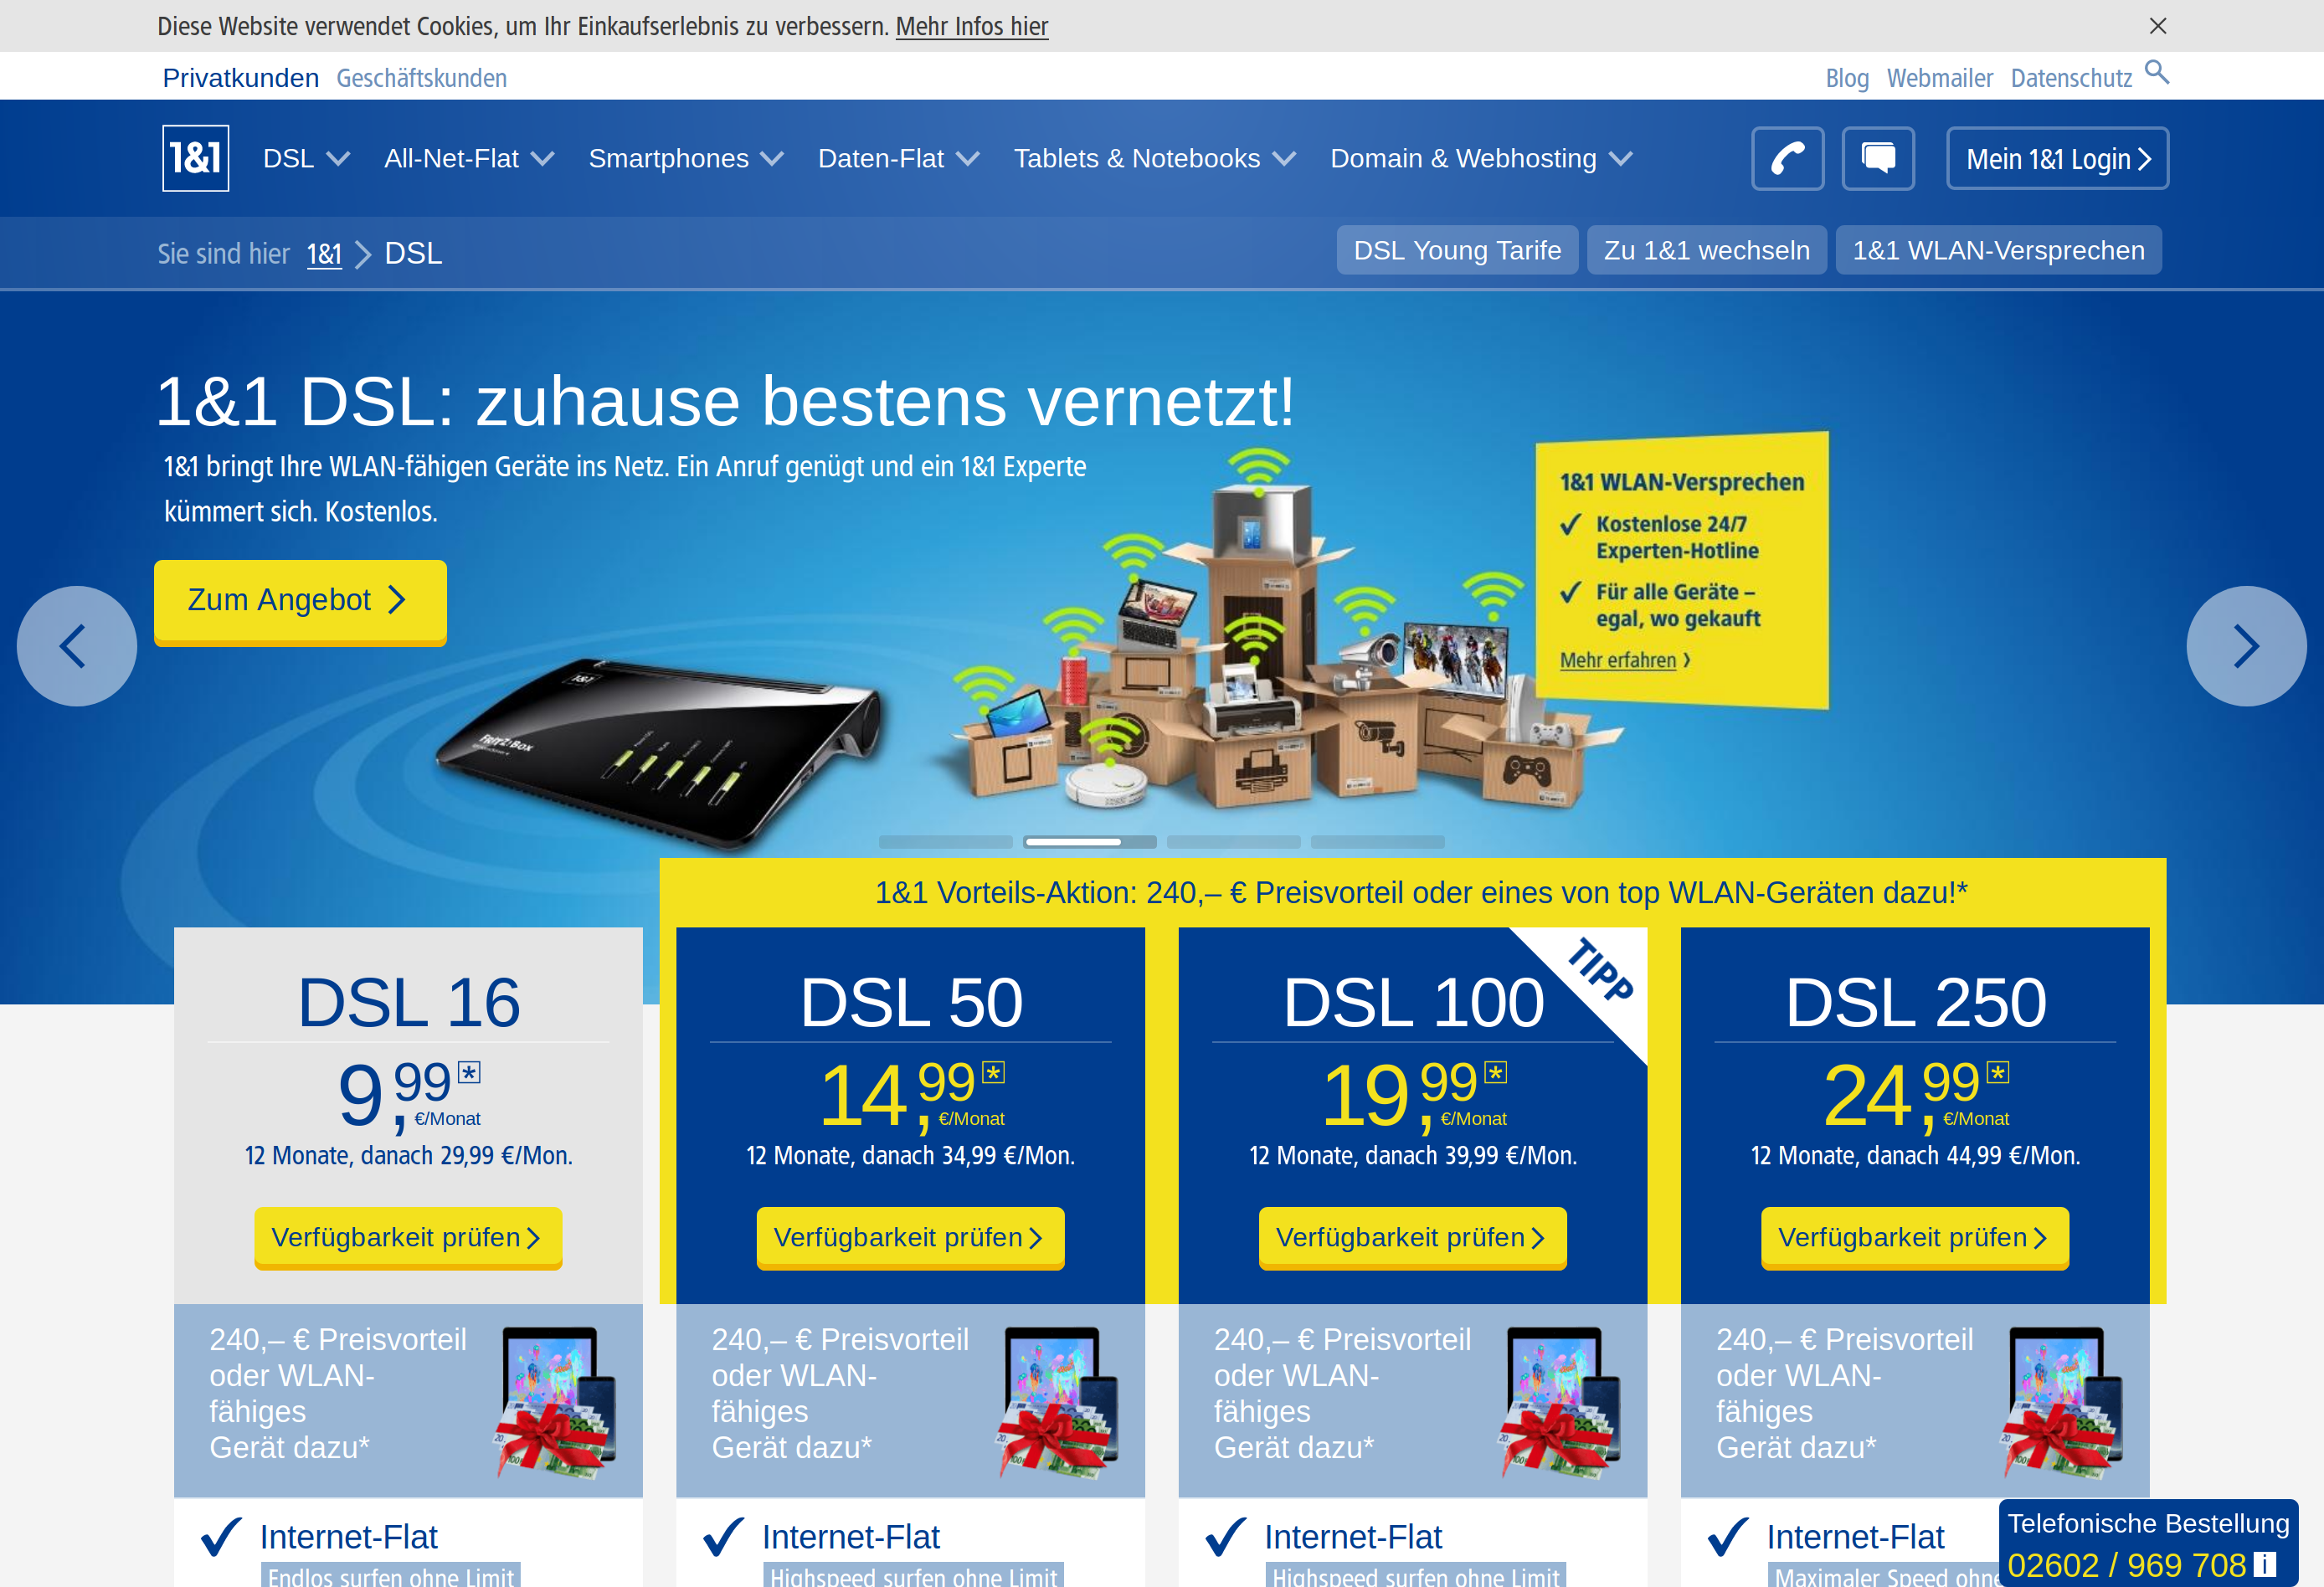 Diese Website verwendet Cookies, um Ihr Einkaufserlebnis zu verbessern. Mehr Infos hier
Privatkunden Geschäftskunden
Blog Webmailer Datenschutz
1&1 DSL All-Net-Flat Smartphones Daten-Flat Tablets & Notebooks Domain & Webhosting Mein 1&1 Login
Sie sind hier 1&1 DSL
DSL Young Tarife Zu 1&1 wechseln 1&1 WLAN-Versprechen
1&1 DSL: zuhause bestens vernetzt!
1&1 bringt Ihre WLAN-fähigen Geräte ins Netz. Ein Anruf genügt und ein 1&1 Experte
kümmert sich. Kostenlos.
Zum Angebot
1&1 WLAN-Versprechen
✓ Kostenlose 24/7
Experten-Hotline
✓ Für alle Geräte –
egal, wo gekauft
Mehr erfahren
1&1
FRITZ!Box
1&1 Vorteils-Aktion: 240,– € Preisvorteil oder eines von top WLAN-Geräten dazu!*
DSL 16
9,99 *
€/Monat
12 Monate, danach 29,99 €/Mon.
Verfügbarkeit prüfen
240,– € Preisvorteil
oder WLAN-
fähiges
Gerät dazu*
Internet-Flat
Endlos surfen ohne Limit
DSL 50
14,99 *
€/Monat
12 Monate, danach 34,99 €/Mon.
Verfügbarkeit prüfen
240,– € Preisvorteil
oder WLAN-
fähiges
Gerät dazu*
Internet-Flat
Highspeed surfen ohne Limit
TIPP
DSL 100
19,99 *
€/Monat
12 Monate, danach 39,99 €/Mon.
Verfügbarkeit prüfen
240,– € Preisvorteil
oder WLAN-
fähiges
Gerät dazu*
Internet-Flat
Highspeed surfen ohne Limit
DSL 250
24,99 *
€/Monat
12 Monate, danach 44,99 €/Mon.
Verfügbarkeit prüfen
240,– € Preisvorteil
oder WLAN-
fähiges
Gerät dazu*
Internet-Flat
Maximaler Speed ohne
Telefonische Bestellung
02602 / 969 708 i